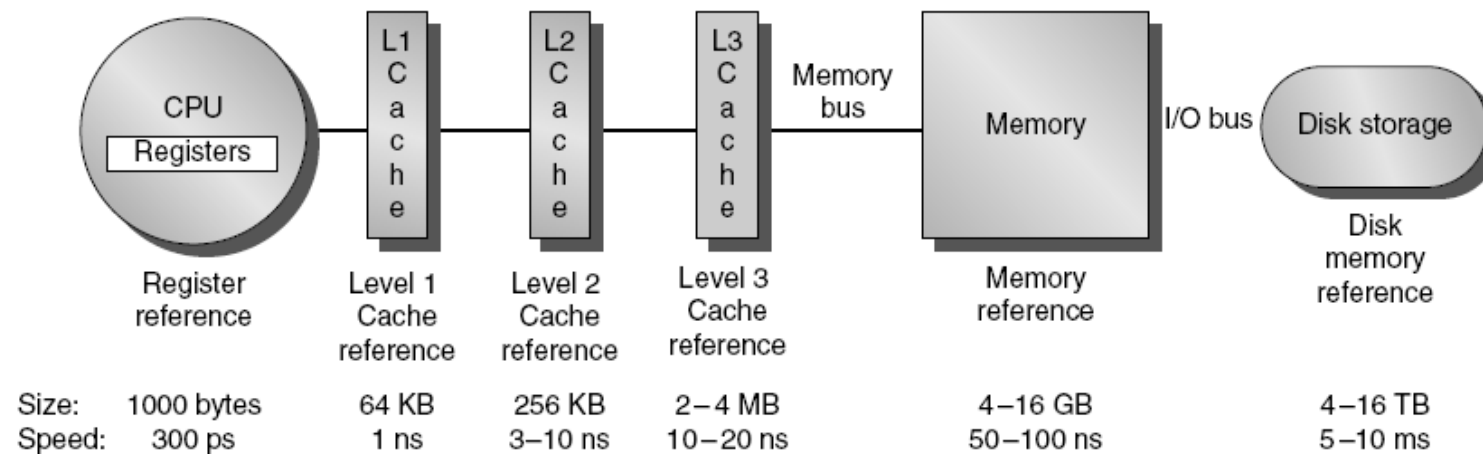 CPU
Registers
L1
C
a
c
h
e
L2
C
a
c
h
e
L3
C
a
c
h
e
Memory
bus
Memory
I/O bus
Disk storage
Register
reference
Level 1
Cache
reference
Level 2
Cache
reference
Level 3
Cache
reference
Memory
reference
Disk
memory
reference
Size: 1000 bytes 64 KB 256 KB 2–4 MB 4–16 GB 4–16 TB
Speed: 300 ps 1 ns 3–10 ns 10–20 ns 50–100 ns 5–10 ms